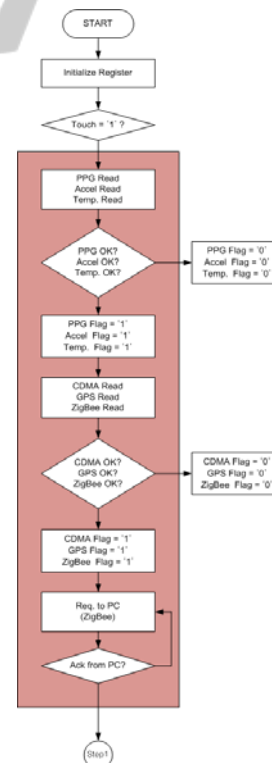 START
Initialize Register
Touch = '1' ?
PPG Read
Accel Read
Temp. Read
PPG OK?
Accel OK?
Temp. OK?
PPG Flag = '0'
Accel Flag = '0'
Temp. Flag = '0'
PPG Flag = '1'
Accel Flag = '1'
Temp. Flag = '1'
CDMA Read
GPS Read
ZigBee Read
CDMA OK?
GPS OK?
ZigBee OK?
CDMA Flag = '0'
GPS Flag = '0'
ZigBee Flag = '0'
CDMA Flag = '1'
GPS Flag = '1'
ZigBee Flag = '1'
Req. to PC
(ZigBee)
Ack from PC?
Step1